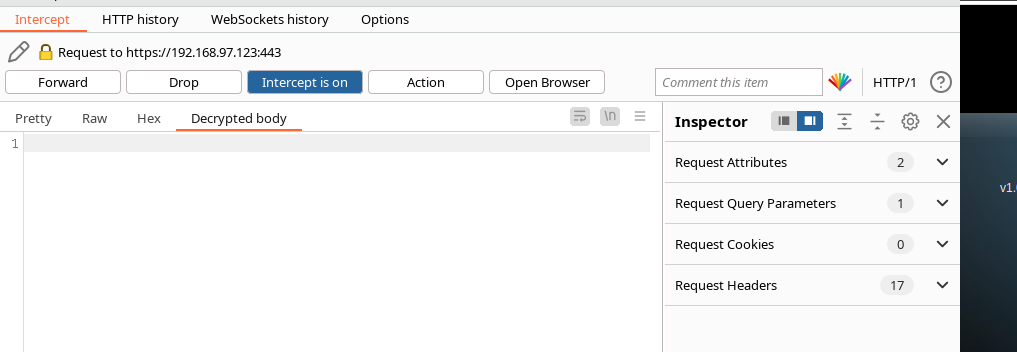 Intercept HTTP history WebSockets history Options
Request to https://192.168.97.123:443
Forward Drop Intercept is on Action Open Browser Comment this item HTTP/1 ?
Pretty Raw Hex Decrypted body \n
Inspector
1
Request Attributes 2
Request Query Parameters 1
Request Cookies 0
Request Headers 17